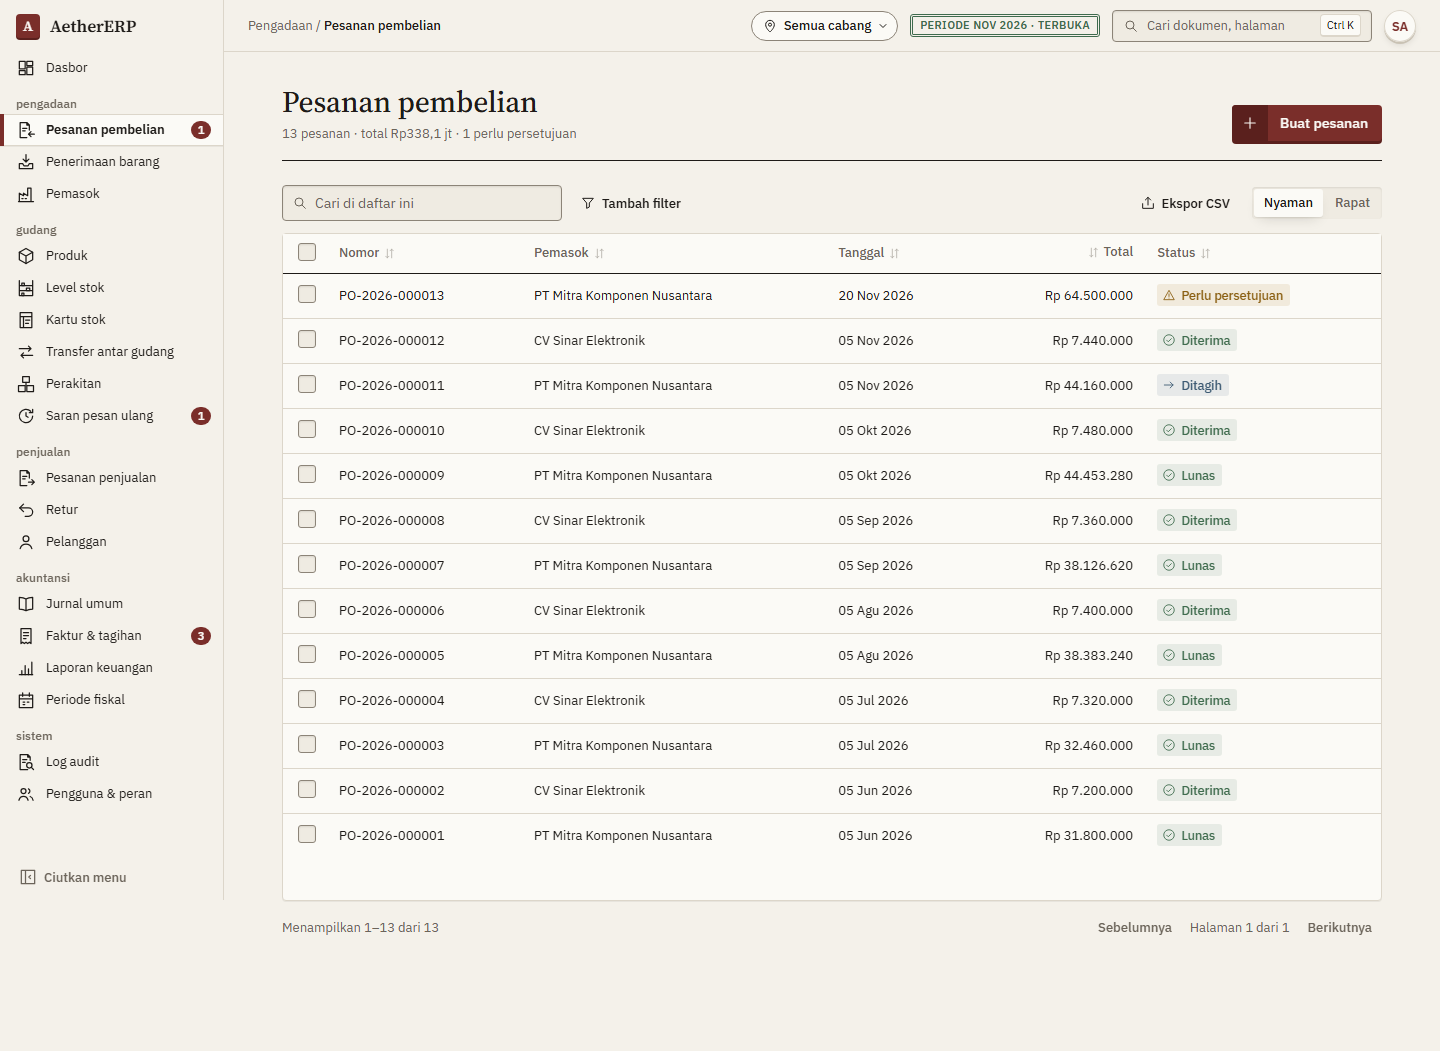 A AetherERP
Dasbor
pengadaan
Pesanan pembelian 1
Penerimaan barang
Pemasok
gudang
Produk
Level stok
Kartu stok
Transfer antar gudang
Perakitan
Saran pesan ulang 1
penjualan
Pesanan penjualan
Retur
Pelanggan
akuntansi
Jurnal umum
Faktur & tagihan 3
Laporan keuangan
Periode fiskal
sistem
Log audit
Pengguna & peran
Ciutkan menu
Pengadaan / Pesanan pembelian
Semua cabang
PERIODE NOV 2026 · TERBUKA
Cari dokumen, halaman Ctrl K
SA
Pesanan pembelian
13 pesanan · total Rp338,1 jt · 1 perlu persetujuan
Buat pesanan
Cari di daftar ini
Tambah filter
Ekspor CSV
Nyaman Rapat
Nomor Pemasok Tanggal Total Status
PO-2026-000013 PT Mitra Komponen Nusantara 20 Nov 2026 Rp 64.500.000 Perlu persetujuan
PO-2026-000012 CV Sinar Elektronik 05 Nov 2026 Rp 7.440.000 Diterima
PO-2026-000011 PT Mitra Komponen Nusantara 05 Nov 2026 Rp 44.160.000 Ditagih
PO-2026-000010 CV Sinar Elektronik 05 Okt 2026 Rp 7.480.000 Diterima
PO-2026-000009 PT Mitra Komponen Nusantara 05 Okt 2026 Rp 44.453.280 Lunas
PO-2026-000008 CV Sinar Elektronik 05 Sep 2026 Rp 7.360.000 Diterima
PO-2026-000007 PT Mitra Komponen Nusantara 05 Sep 2026 Rp 38.126.620 Lunas
PO-2026-000006 CV Sinar Elektronik 05 Agu 2026 Rp 7.400.000 Diterima
PO-2026-000005 PT Mitra Komponen Nusantara 05 Agu 2026 Rp 38.383.240 Lunas
PO-2026-000004 CV Sinar Elektronik 05 Jul 2026 Rp 7.320.000 Diterima
PO-2026-000003 PT Mitra Komponen Nusantara 05 Jul 2026 Rp 32.460.000 Lunas
PO-2026-000002 CV Sinar Elektronik 05 Jun 2026 Rp 7.200.000 Diterima
PO-2026-000001 PT Mitra Komponen Nusantara 05 Jun 2026 Rp 31.800.000 Lunas
Menampilkan 1–13 dari 13
Sebelumnya Halaman 1 dari 1 Berikutnya